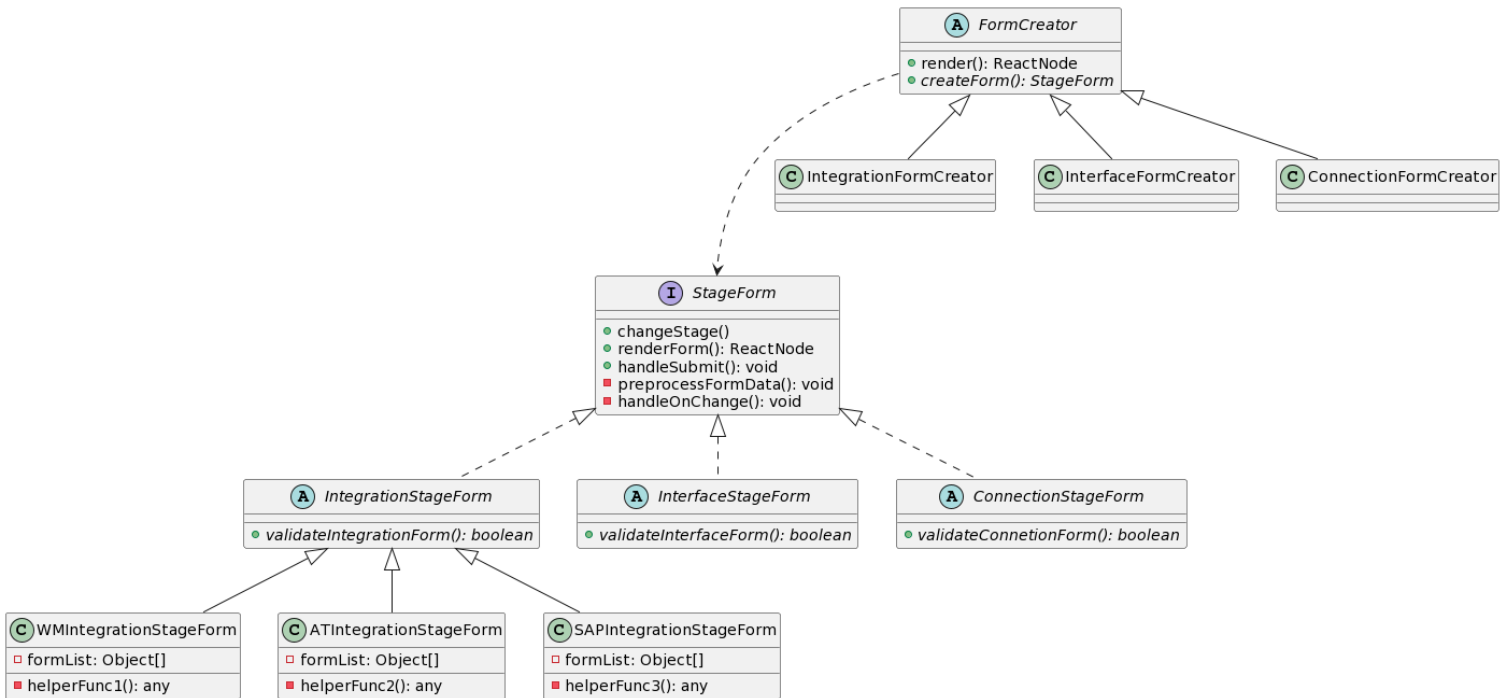 A FormCreator
render(): ReactNode
createForm(): StageForm
C IntegrationFormCreator
C InterfaceFormCreator
C ConnectionFormCreator
I StageForm
changeStage()
renderForm(): ReactNode
handleSubmit(): void
preprocessFormData(): void
handleOnChange(): void
A IntegrationStageForm
validateIntegrationForm(): boolean
A InterfaceStageForm
validateInterfaceForm(): boolean
A ConnectionStageForm
validateConnetionForm(): boolean
C WMIntegrationStageForm
formList: Object[]
helperFunc1(): any
C ATIntegrationStageForm
formList: Object[]
helperFunc2(): any
C SAPIntegrationStageForm
formList: Object[]
helperFunc3(): any